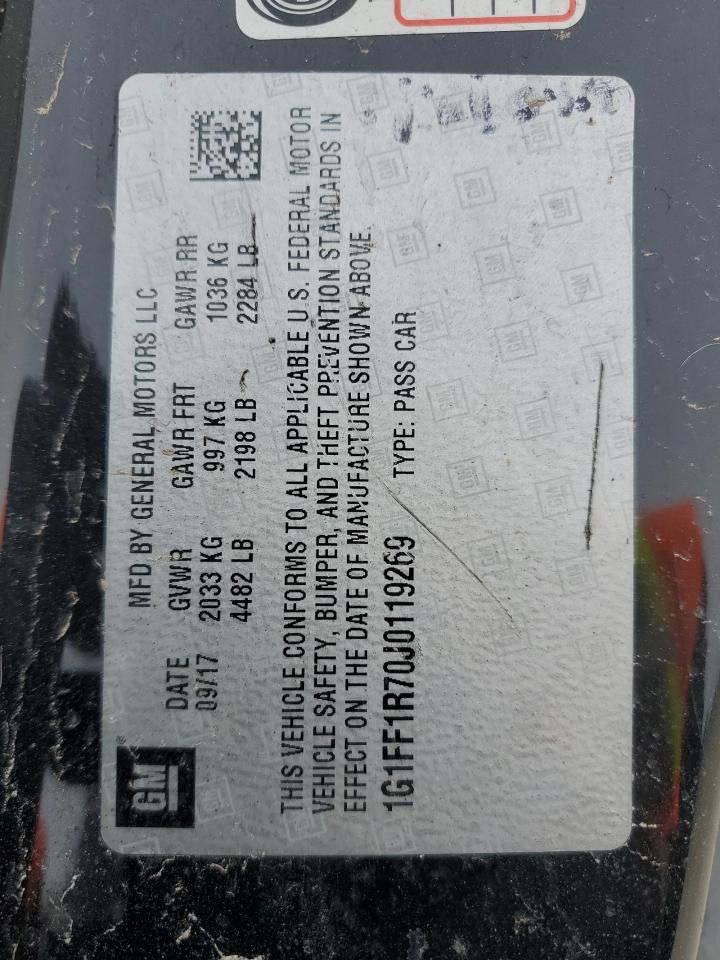 GM
MFD BY GENERAL MOTORS LLC
DATE GVWR GAWR FRT GAWR RR
09/17 2033 KG 997 KG 1036 KG
4482 LB 2198 LB 2284 LB
THIS VEHICLE CONFORMS TO ALL APPLICABLE U.S. FEDERAL MOTOR
VEHICLE SAFETY, BUMPER, AND THEFT PREVENTION STANDARDS IN
EFFECT ON THE DATE OF MANUFACTURE SHOWN ABOVE.
1G1FF1R70J0119269 TYPE: PASS CAR